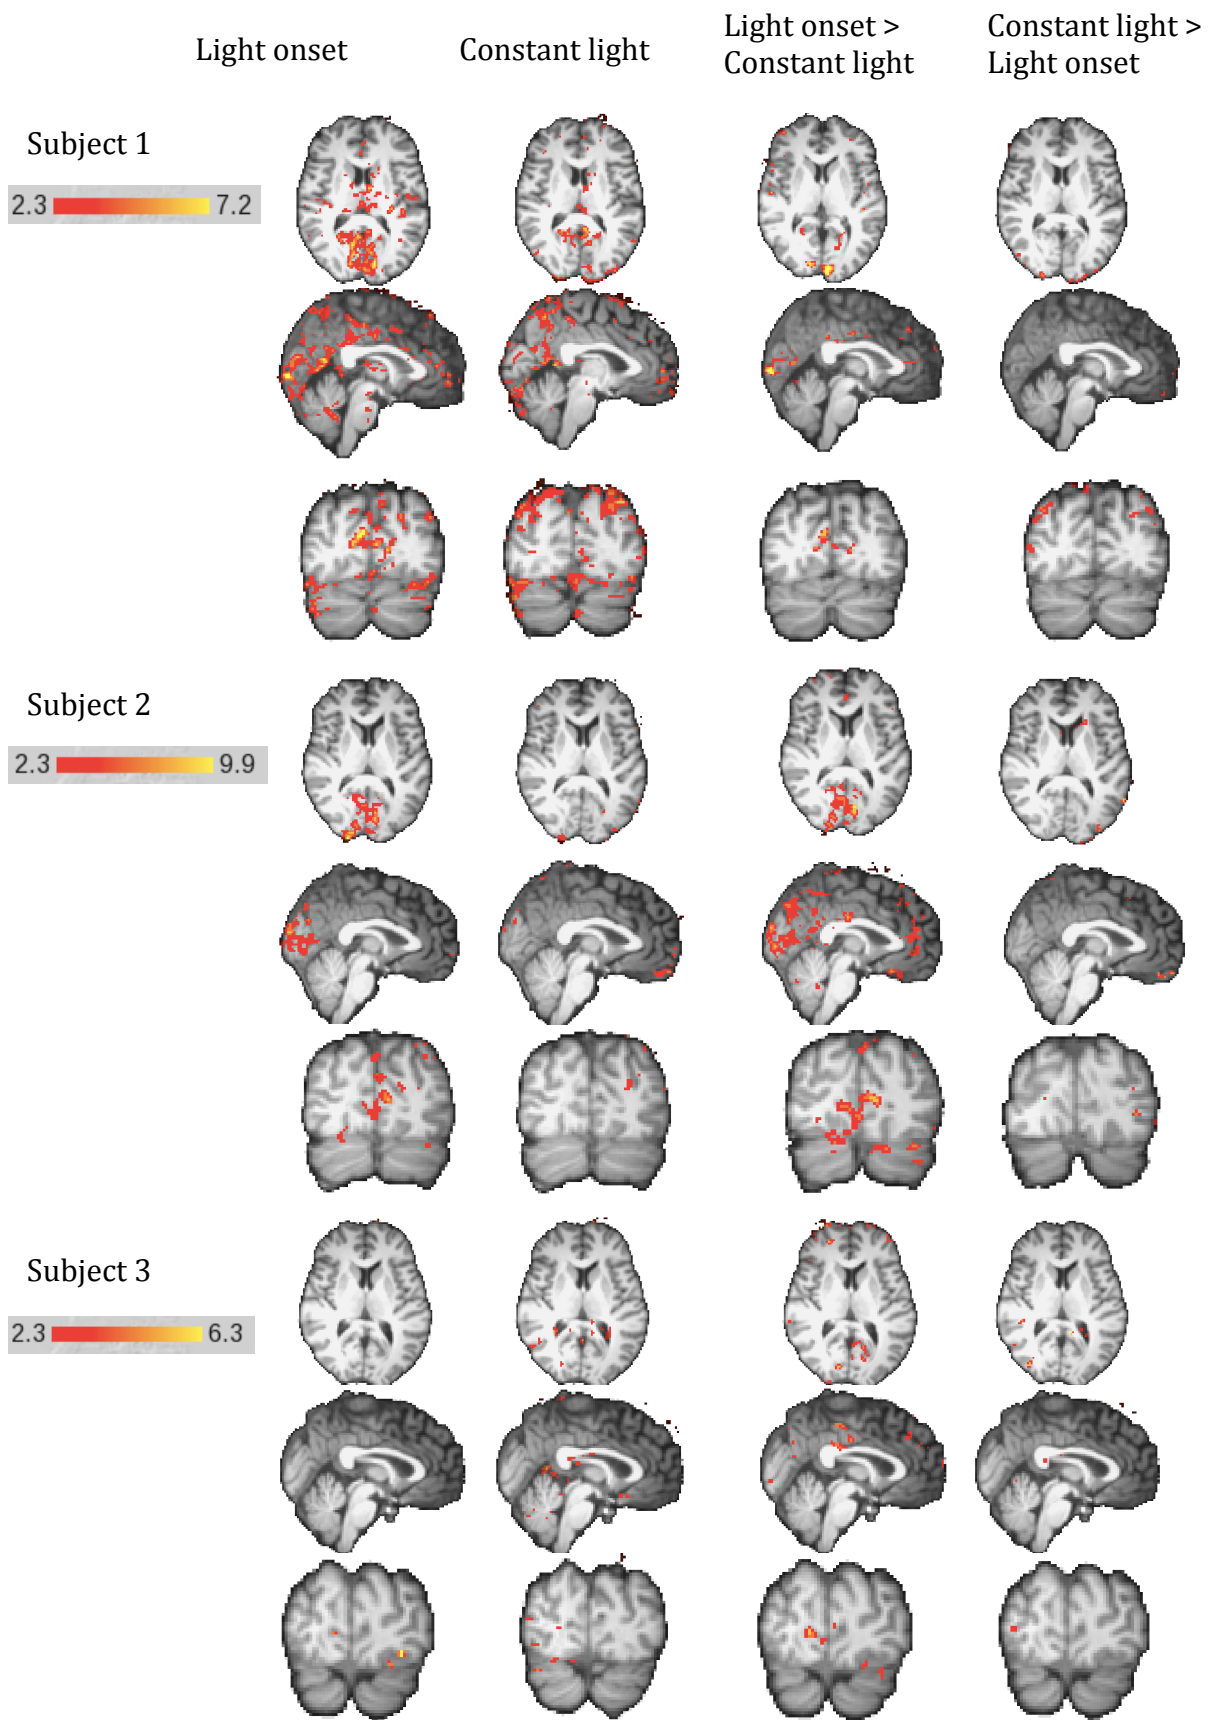 Light onset
Constant light
Light onset >
Constant light
Constant light >
Light onset
Subject 1
2.3 7.2
Subject 2
2.3 9.9
Subject 3
2.3 6.3